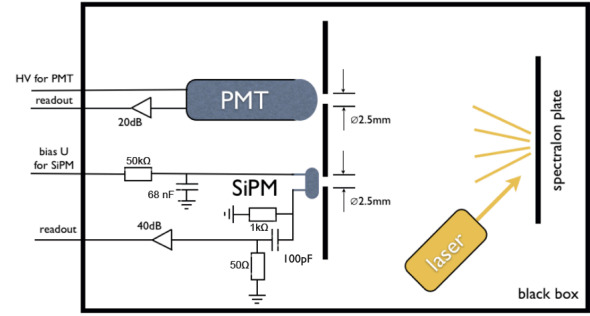 HV for PMT
readout
20dB
PMT
⌀2.5mm
bias U
for SiPM
50kΩ
68 nF
SiPM
⌀2.5mm
1kΩ
readout
40dB
100pF
50Ω
laser
spectralon plate
black box